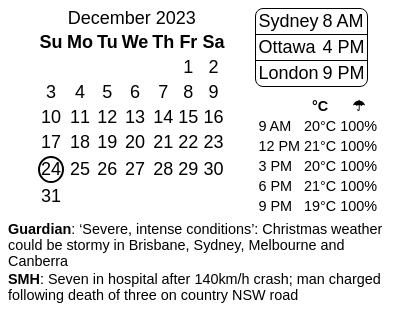 December 2023
Su Mo Tu We Th Fr Sa
1 2
3 4 5 6 7 8 9
10 11 12 13 14 15 16
17 18 19 20 21 22 23
24 25 26 27 28 29 30
31
Sydney 8 AM
Ottawa 4 PM
London 9 PM
°C ☂
9 AM 20°C 100%
12 PM 21°C 100%
3 PM 20°C 100%
6 PM 21°C 100%
9 PM 19°C 100%
Guardian: ‘Severe, intense conditions’: Christmas weather
could be stormy in Brisbane, Sydney, Melbourne and
Canberra
SMH: Seven in hospital after 140km/h crash; man charged
following death of three on country NSW road